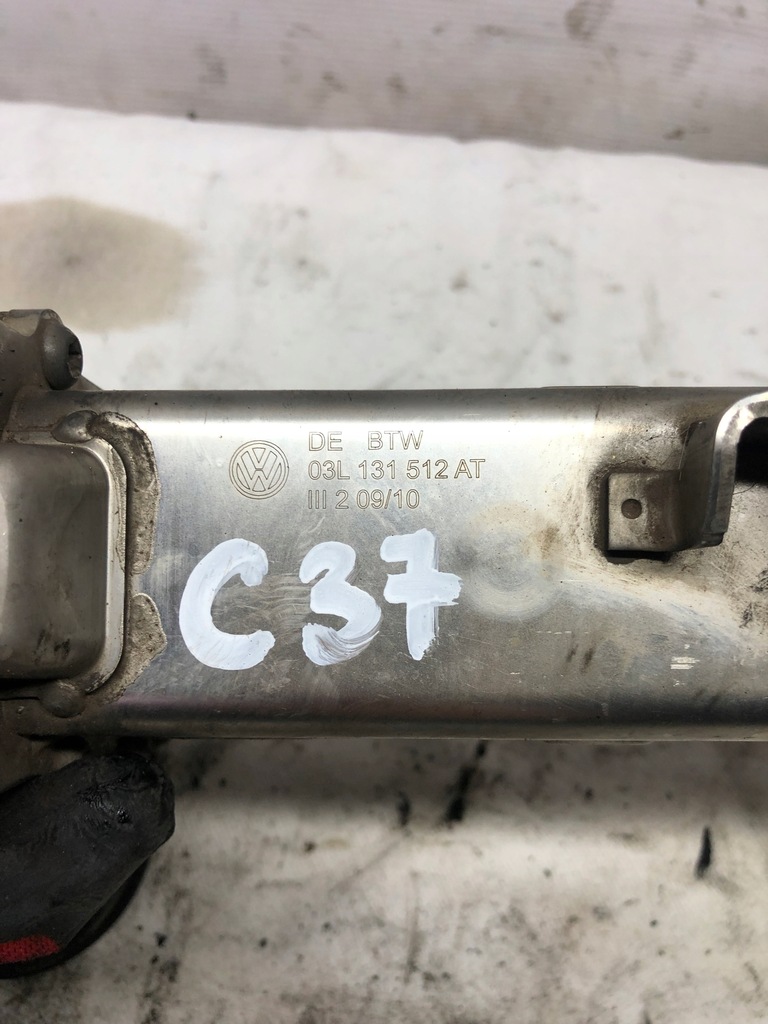 DE BTW
03L 131 512 AT
III 2 09/10
C37